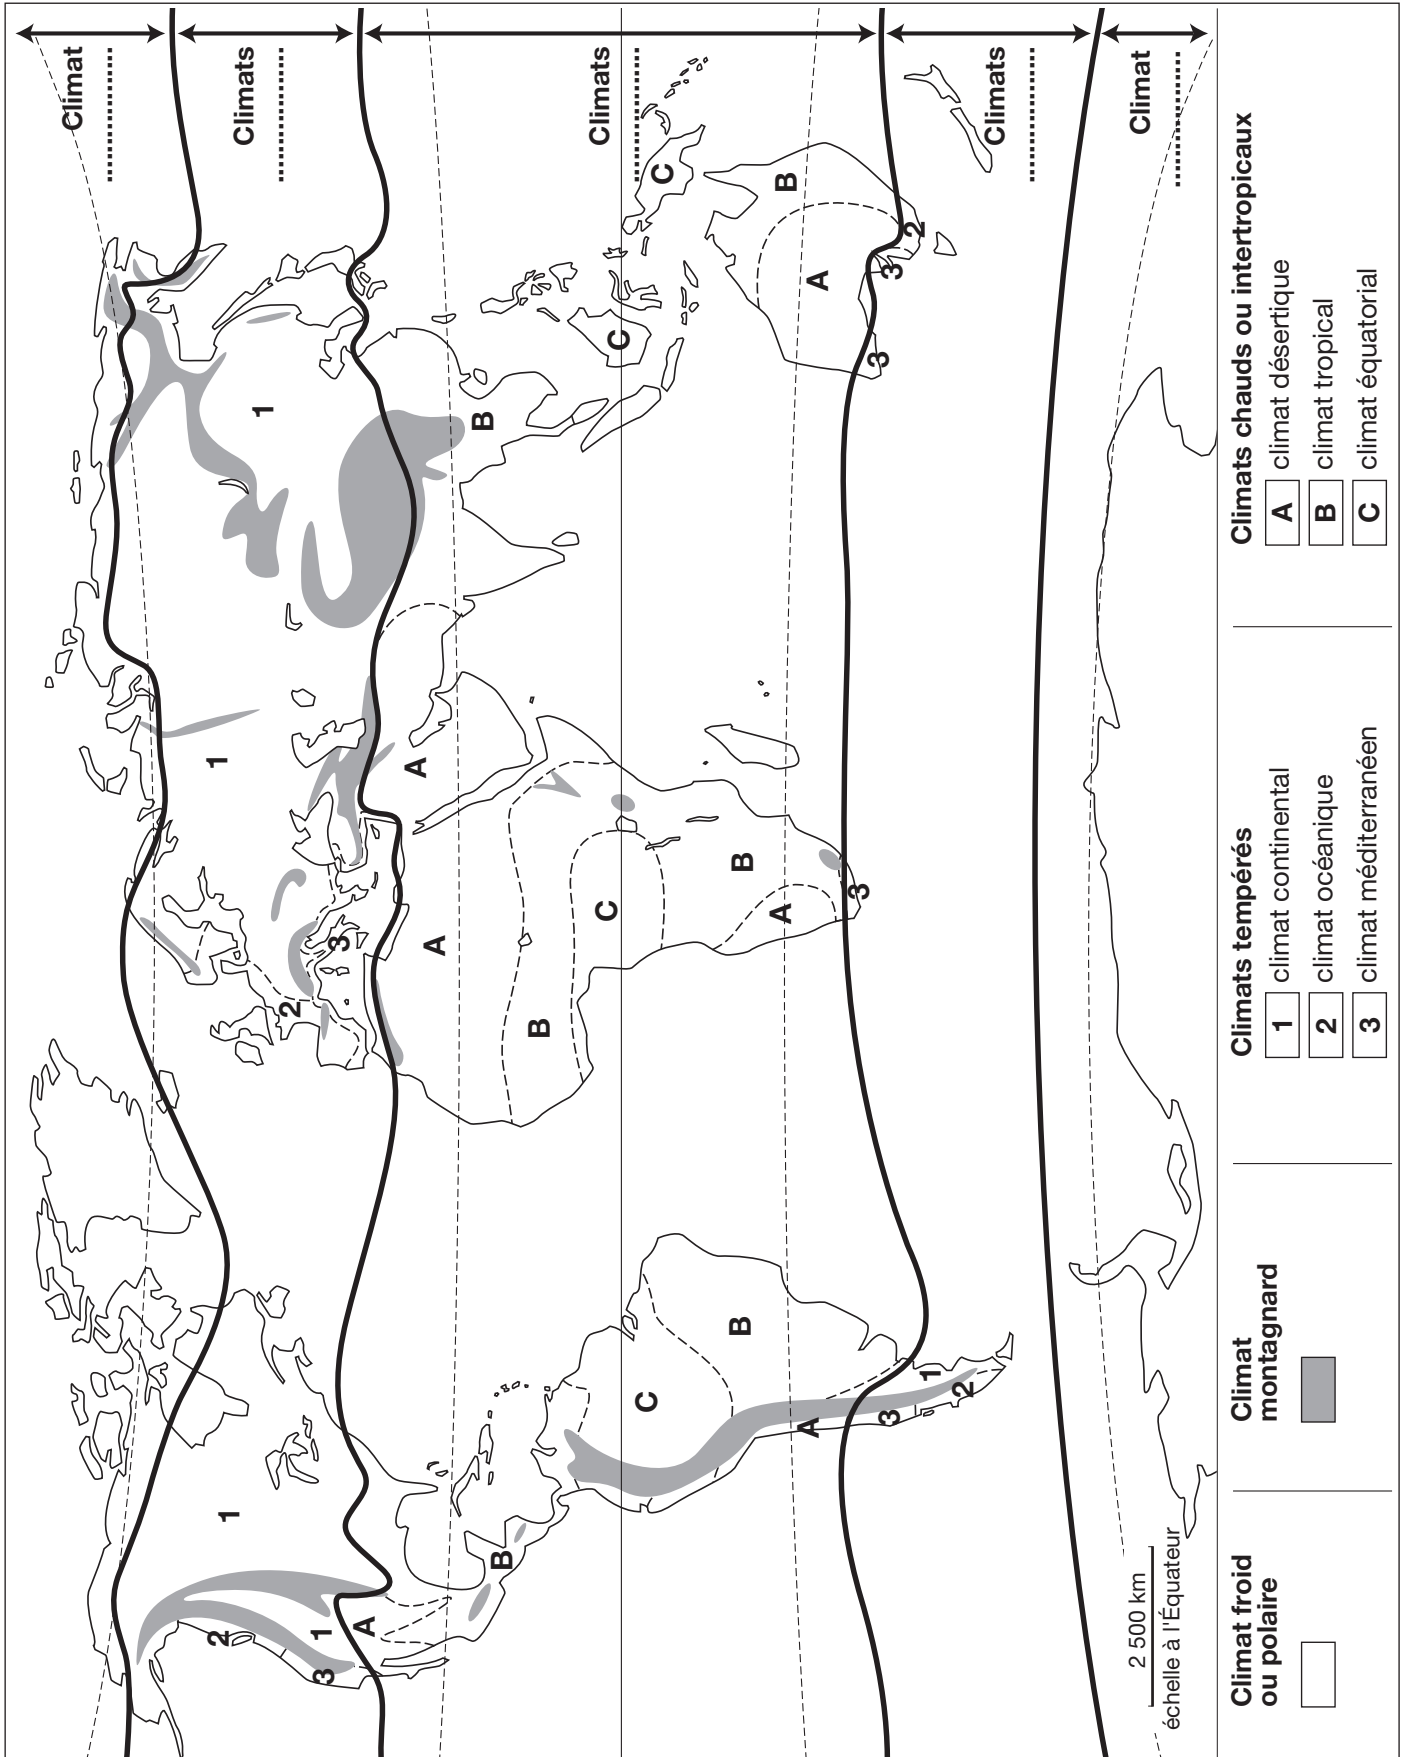 Climat
2
1
1
Climats
1
2
3 1
3
A
A
A
B
B
B
Climats
C
C
C
C
B
B
A
B
A
A
3
3
3
3
2
1
2
Climats
Climat
2 500 km
échelle à l'Équateur
Climat froid
ou polaire
Climat
montagnard
Climats tempérés
1 climat continental
2 climat océanique
3 climat méditerranéen
Climats chauds ou intertropicaux
A climat désertique
B climat tropical
C climat équatorial